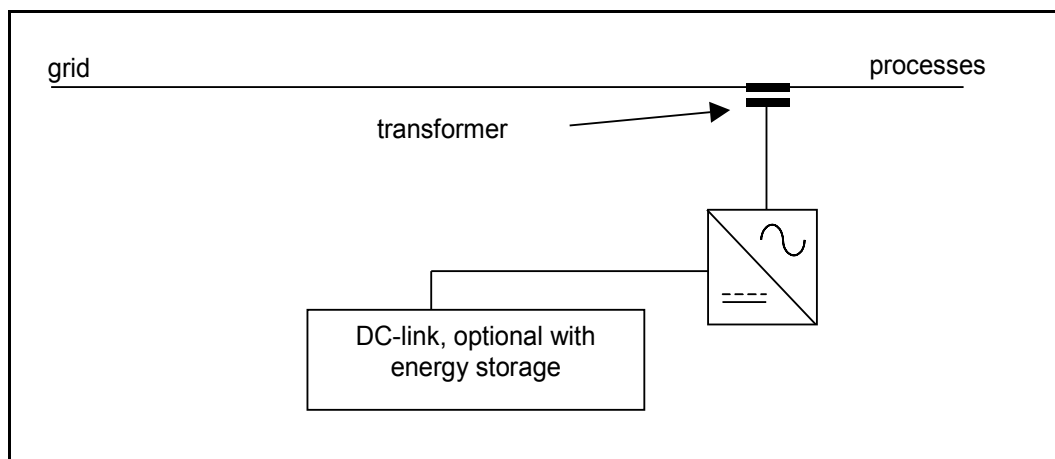 grid
processes
transformer
DC-link, optional with
energy storage